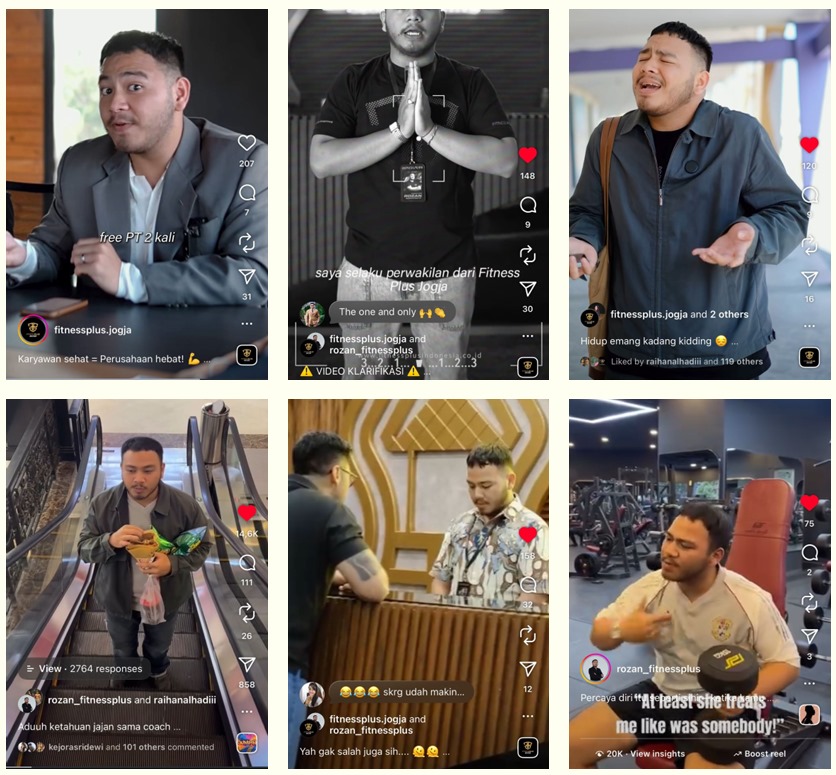 free PT 2 kali
207
7
31
fitnessplus.jogja
Karyawan sehat = Perusahaan hebat! 💪 ...
148
9
saya selaku perwakilan dari Fitness
Plus Jogja
30
The one and only 🙌👏
fitnessplus.jogja and
rozan_fitnessplus
⚠️ VIDEO KLARIFIKASI ⚠️ ...
120
16
fitnessplus.jogja and 2 others
Hidup emang kadang kidding 😔 ...
Liked by raihanalhadiii and 119 others
14,6K
111
26
View · 2764 responses
858
rozan_fitnessplus and raihanalhadiii
Aduuh ketahuan jajan sama coach ...
kejorasridewi and 101 others commented
158
32
12
😂😂😂 skrg udah makin...
fitnessplus.jogja and
rozan_fitnessplus
Yah gak salah juga sih.... 🫠🫠 ...
75
2
3
rozan_fitnessplus
Percaya diri
"At least she treats
me like was somebody!"
20K · View insights
Boost reel